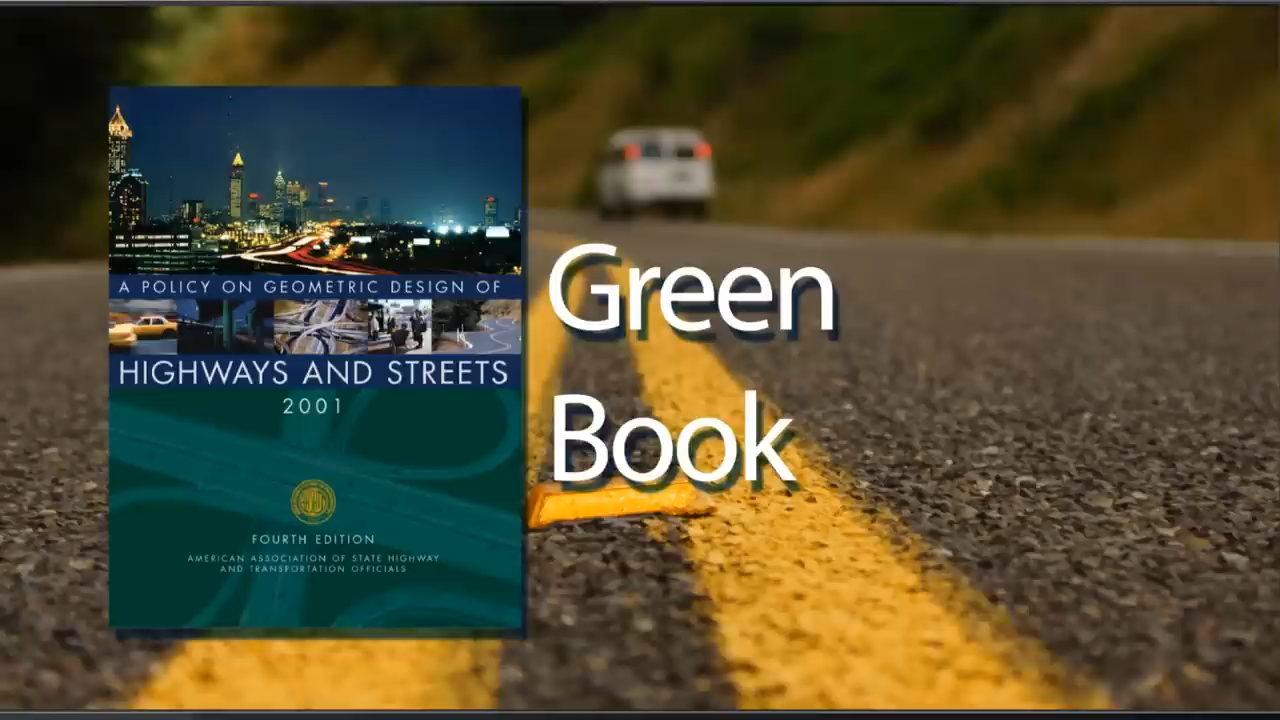 A POLICY ON GEOMETRIC DESIGN OF
HIGHWAYS AND STREETS
2001
FOURTH EDITION
AMERICAN ASSOCIATION OF STATE HIGHWAY
AND TRANSPORTATION OFFICIALS
Green
Book